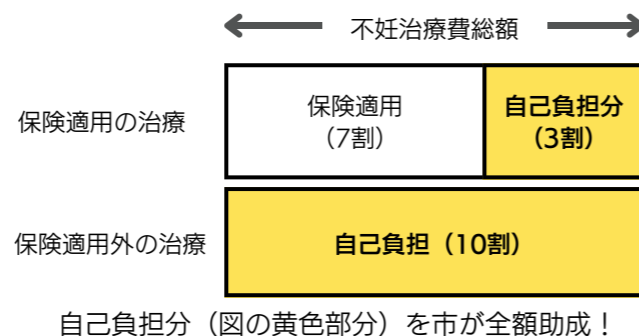 不妊治療費総額
保険適用の治療
保険適用
（7割）
自己負担分
（3割）
保険適用外の治療
自己負担（10割）
自己負担分（図の黄色部分）を市が全額助成！